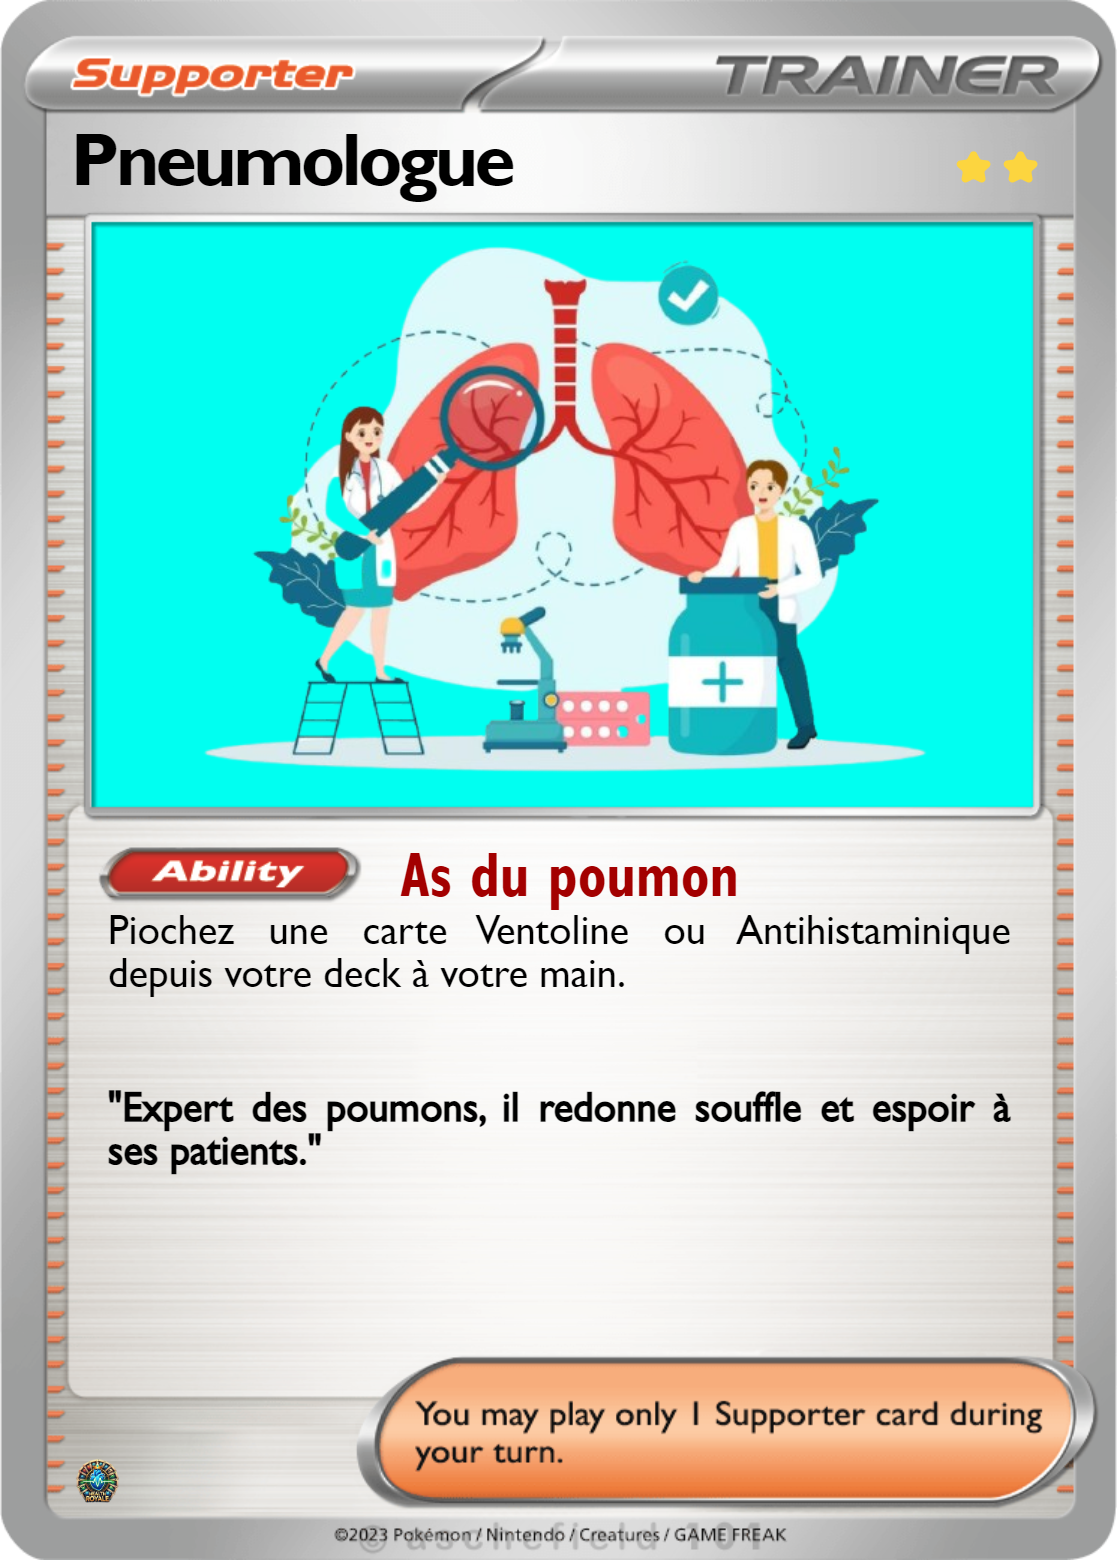 Supporter TRAINER
Pneumologue
Ability As du poumon
Piochez une carte Ventoline ou Antihistaminique
depuis votre deck à votre main.
"Expert des poumons, il redonne souffle et espoir à
ses patients."
You may play only 1 Supporter card during
your turn.
ROYALE
©2023 Pokémon / Nintendo / Creatures / GAME FREAK